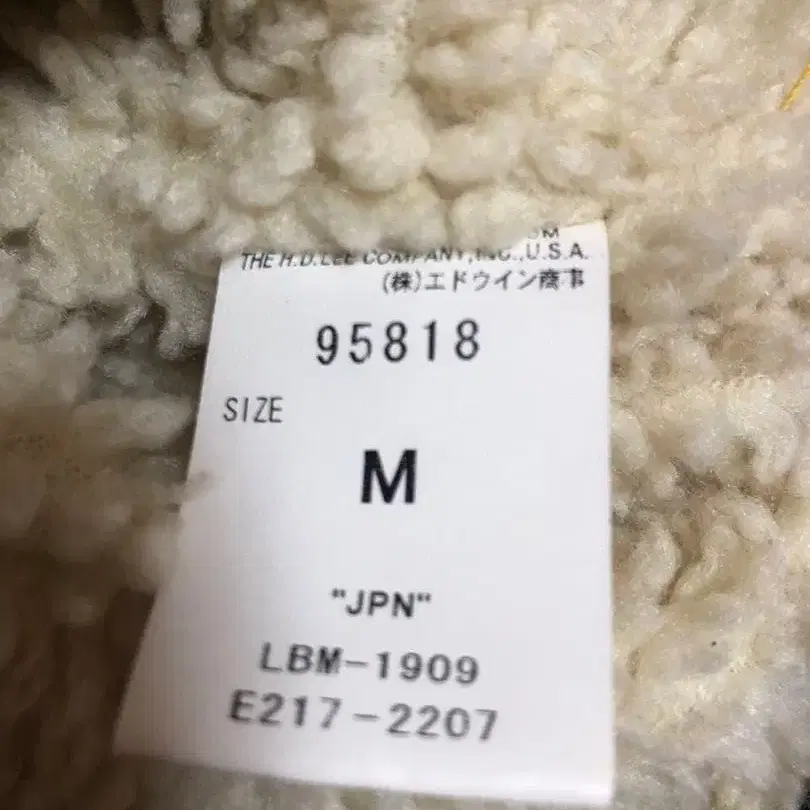 THE H.D.LEE COMPANY,INC.,U.S.A.
(株)エドウイン商事
95818
SIZE
M
"JPN"
LBM-1909
E217-2207